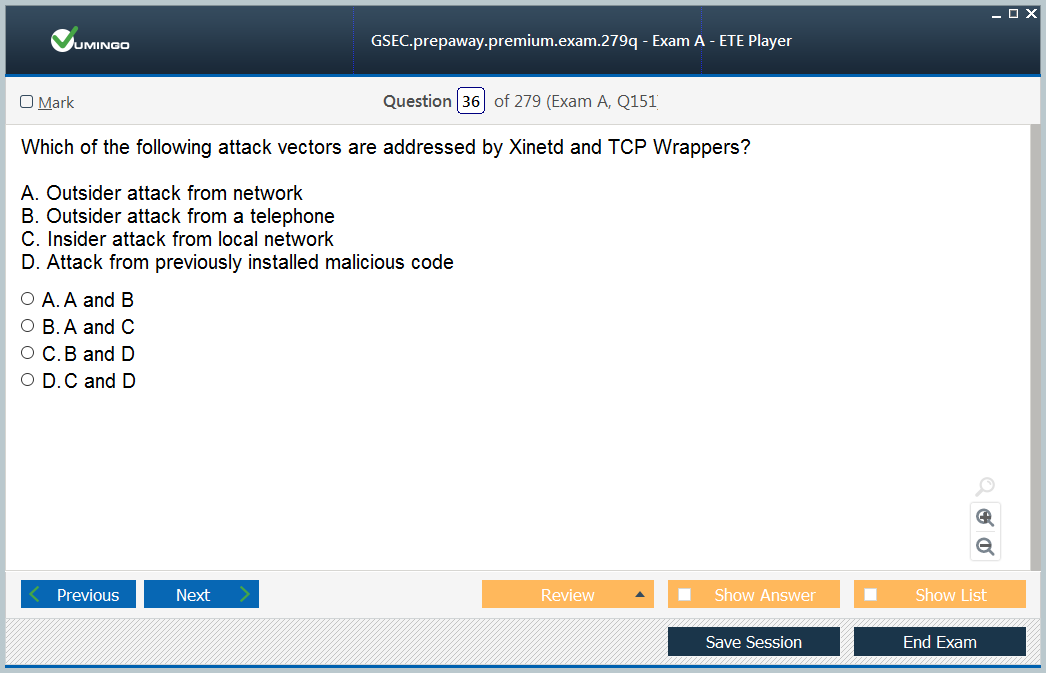 VUMINGO
GSEC.prepaway.premium.exam.279q - Exam A - ETE Player
Mark
Question 36 of 279 (Exam A, Q151
Which of the following attack vectors are addressed by Xinetd and TCP Wrappers?
A. Outsider attack from network
B. Outsider attack from a telephone
C. Insider attack from local network
D. Attack from previously installed malicious code
A. A and B
B. A and C
C. B and D
D. C and D
Previous
Next
Review
Show Answer
Show List
Save Session
End Exam